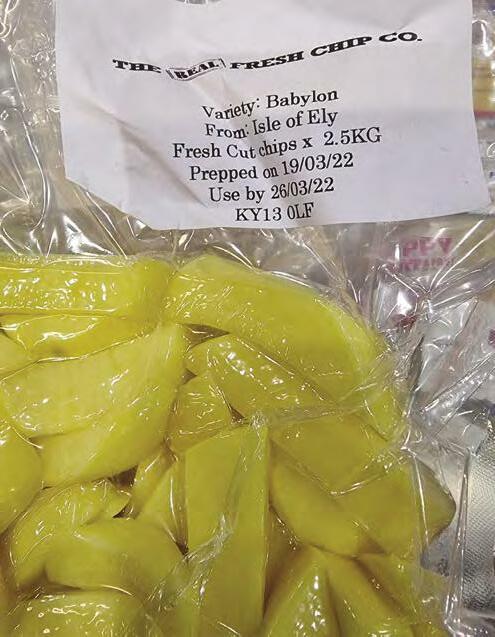 THE REAL FRESH CHIP CO.
Variety: Babylon
From: Isle of Ely
Fresh Cut chips x 2.5KG
Prepped on 19/03/22
Use by 26/03/22
KY13 0LF